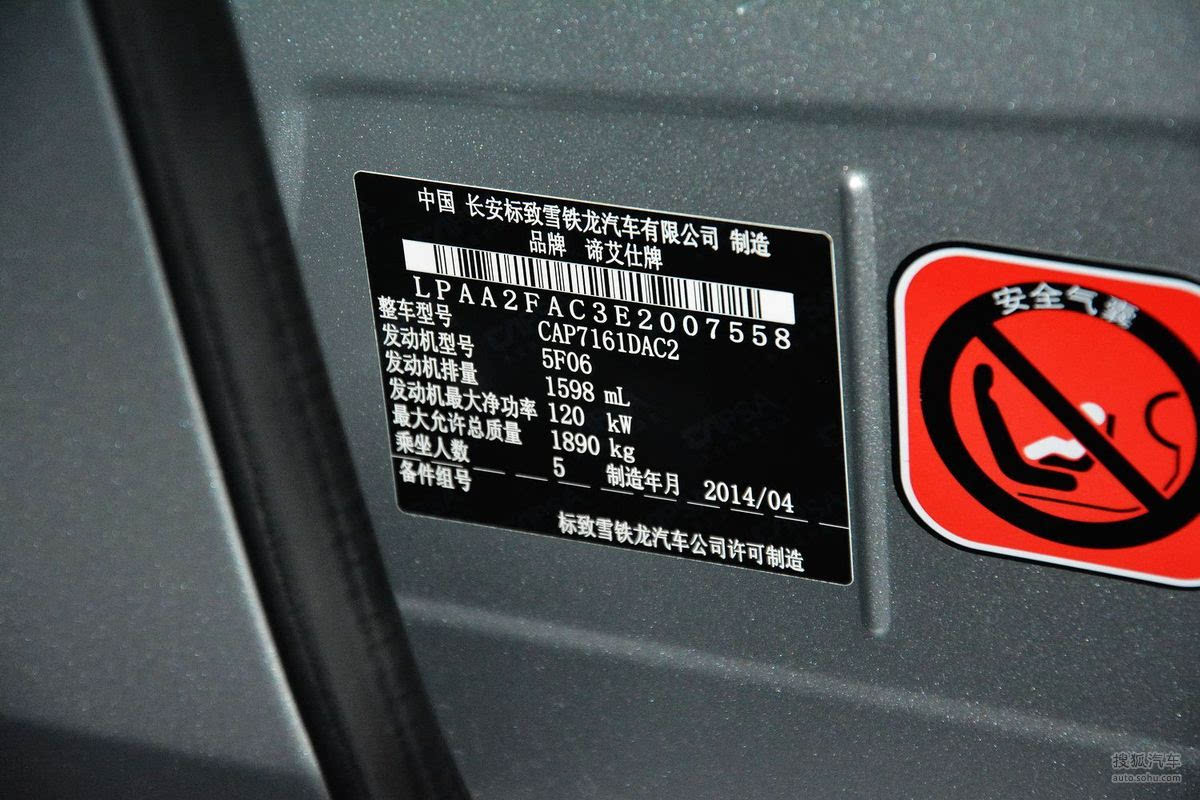 中国 长安标致雪铁龙汽车有限公司 制造
品牌 谛艾仕牌
LPAA2FAC3E2007558
整车型号 CAP7161DAC2
发动机型号 5F06
发动机排量 1598 mL
发动机最大净功率 120 kW
最大允许总质量 1890 kg
乘坐人数 5 制造年月 2014/04
备件组号
标致雪铁龙汽车公司许可制造
安全气囊
搜狐汽车
auto.sohu.com